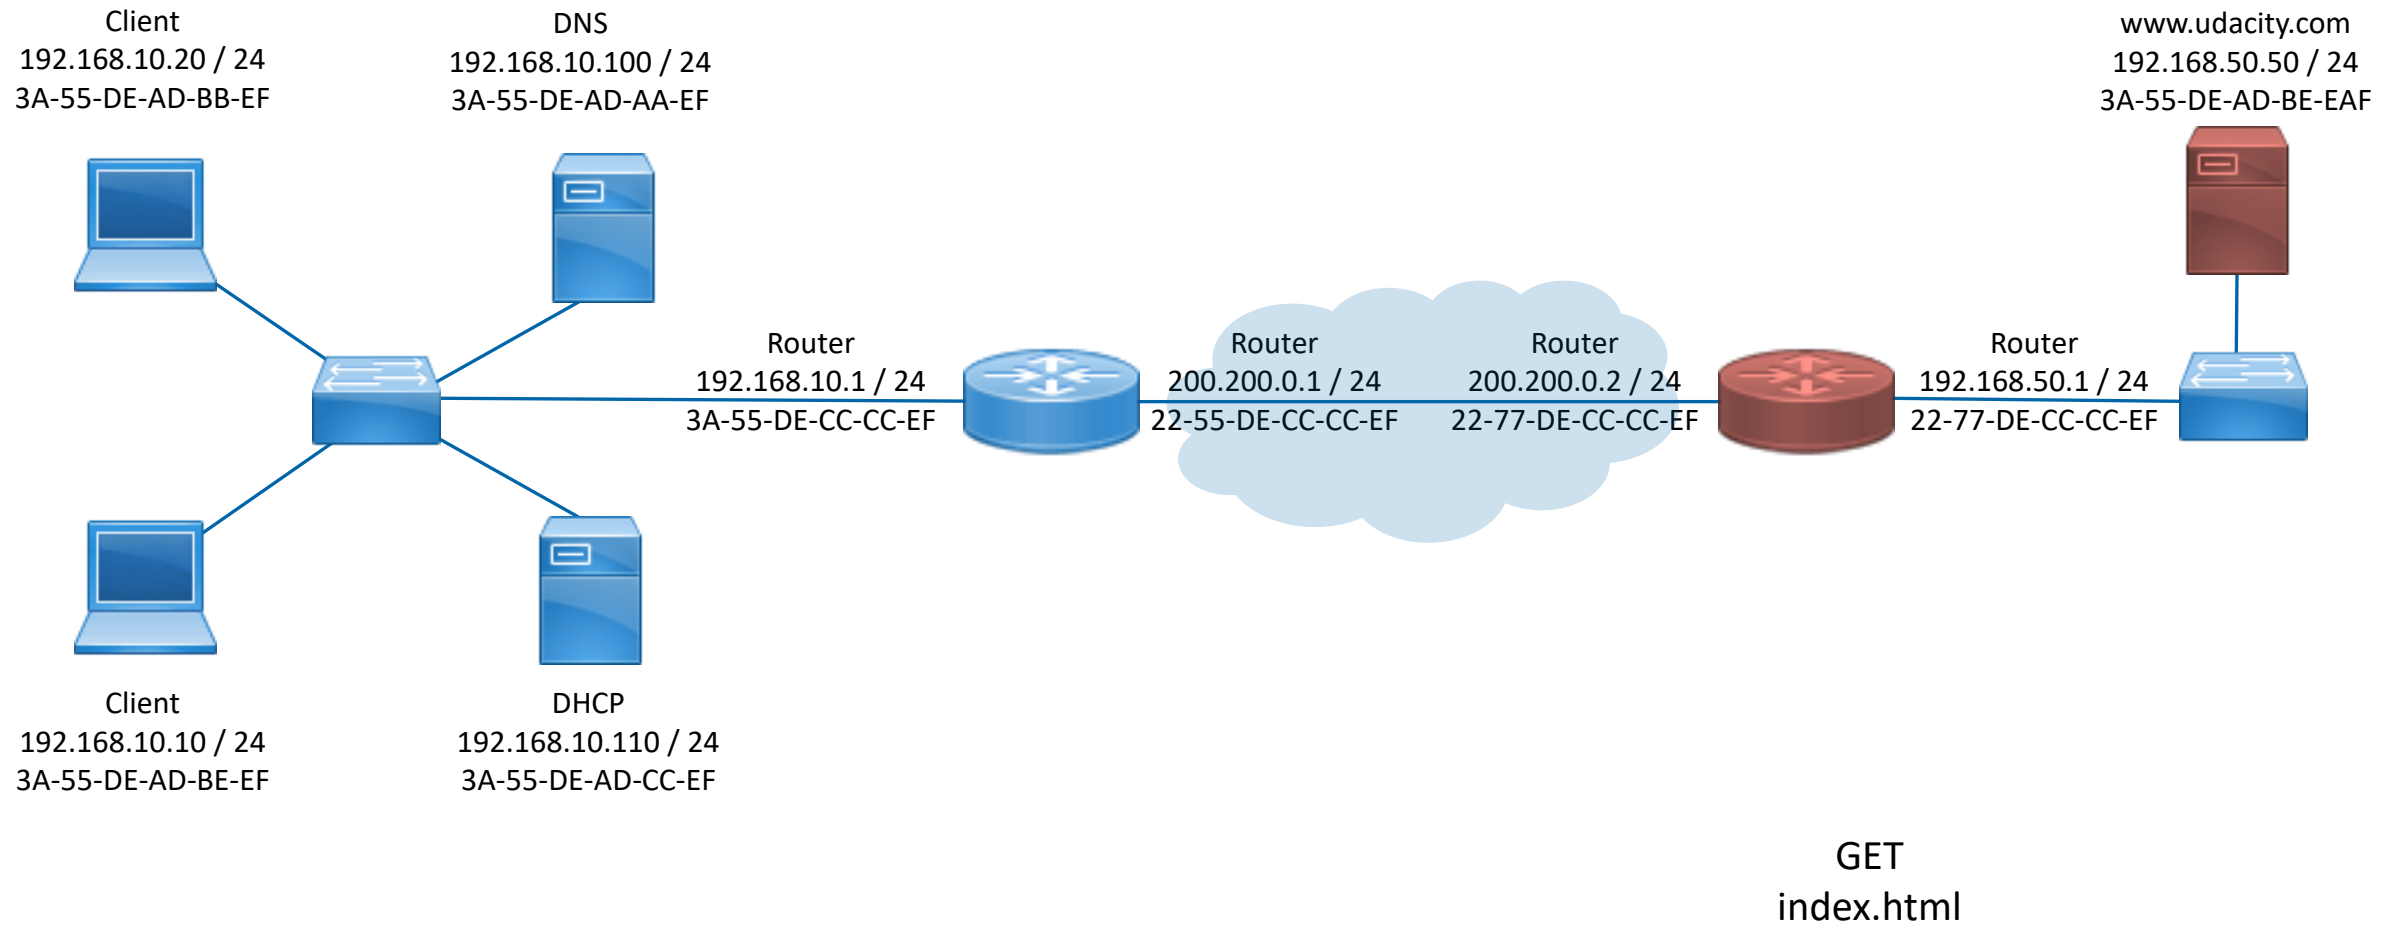 Client
192.168.10.20 / 24
3A-55-DE-AD-BB-EF
DNS
192.168.10.100 / 24
3A-55-DE-AD-AA-EF
www.udacity.com
192.168.50.50 / 24
3A-55-DE-AD-BE-EAF
Router
192.168.10.1 / 24
3A-55-DE-CC-CC-EF
Router
200.200.0.1 / 24
22-55-DE-CC-CC-EF
Router
200.200.0.2 / 24
22-77-DE-CC-CC-EF
Router
192.168.50.1 / 24
22-77-DE-CC-CC-EF
Client
192.168.10.10 / 24
3A-55-DE-AD-BE-EF
DHCP
192.168.10.110 / 24
3A-55-DE-AD-CC-EF
GET
index.html